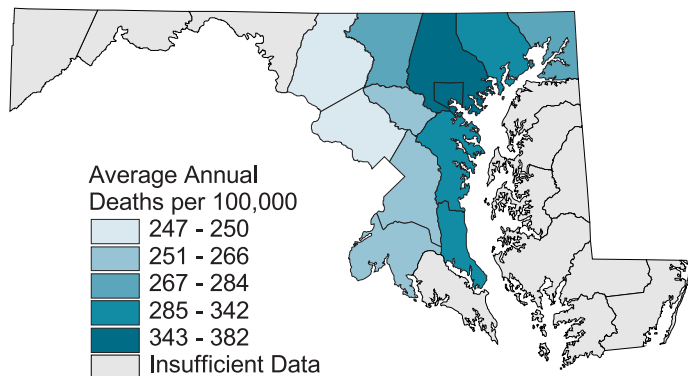 Average Annual
Deaths per 100,000
247 - 250
251 - 266
267 - 284
285 - 342
343 - 382
Insufficient Data